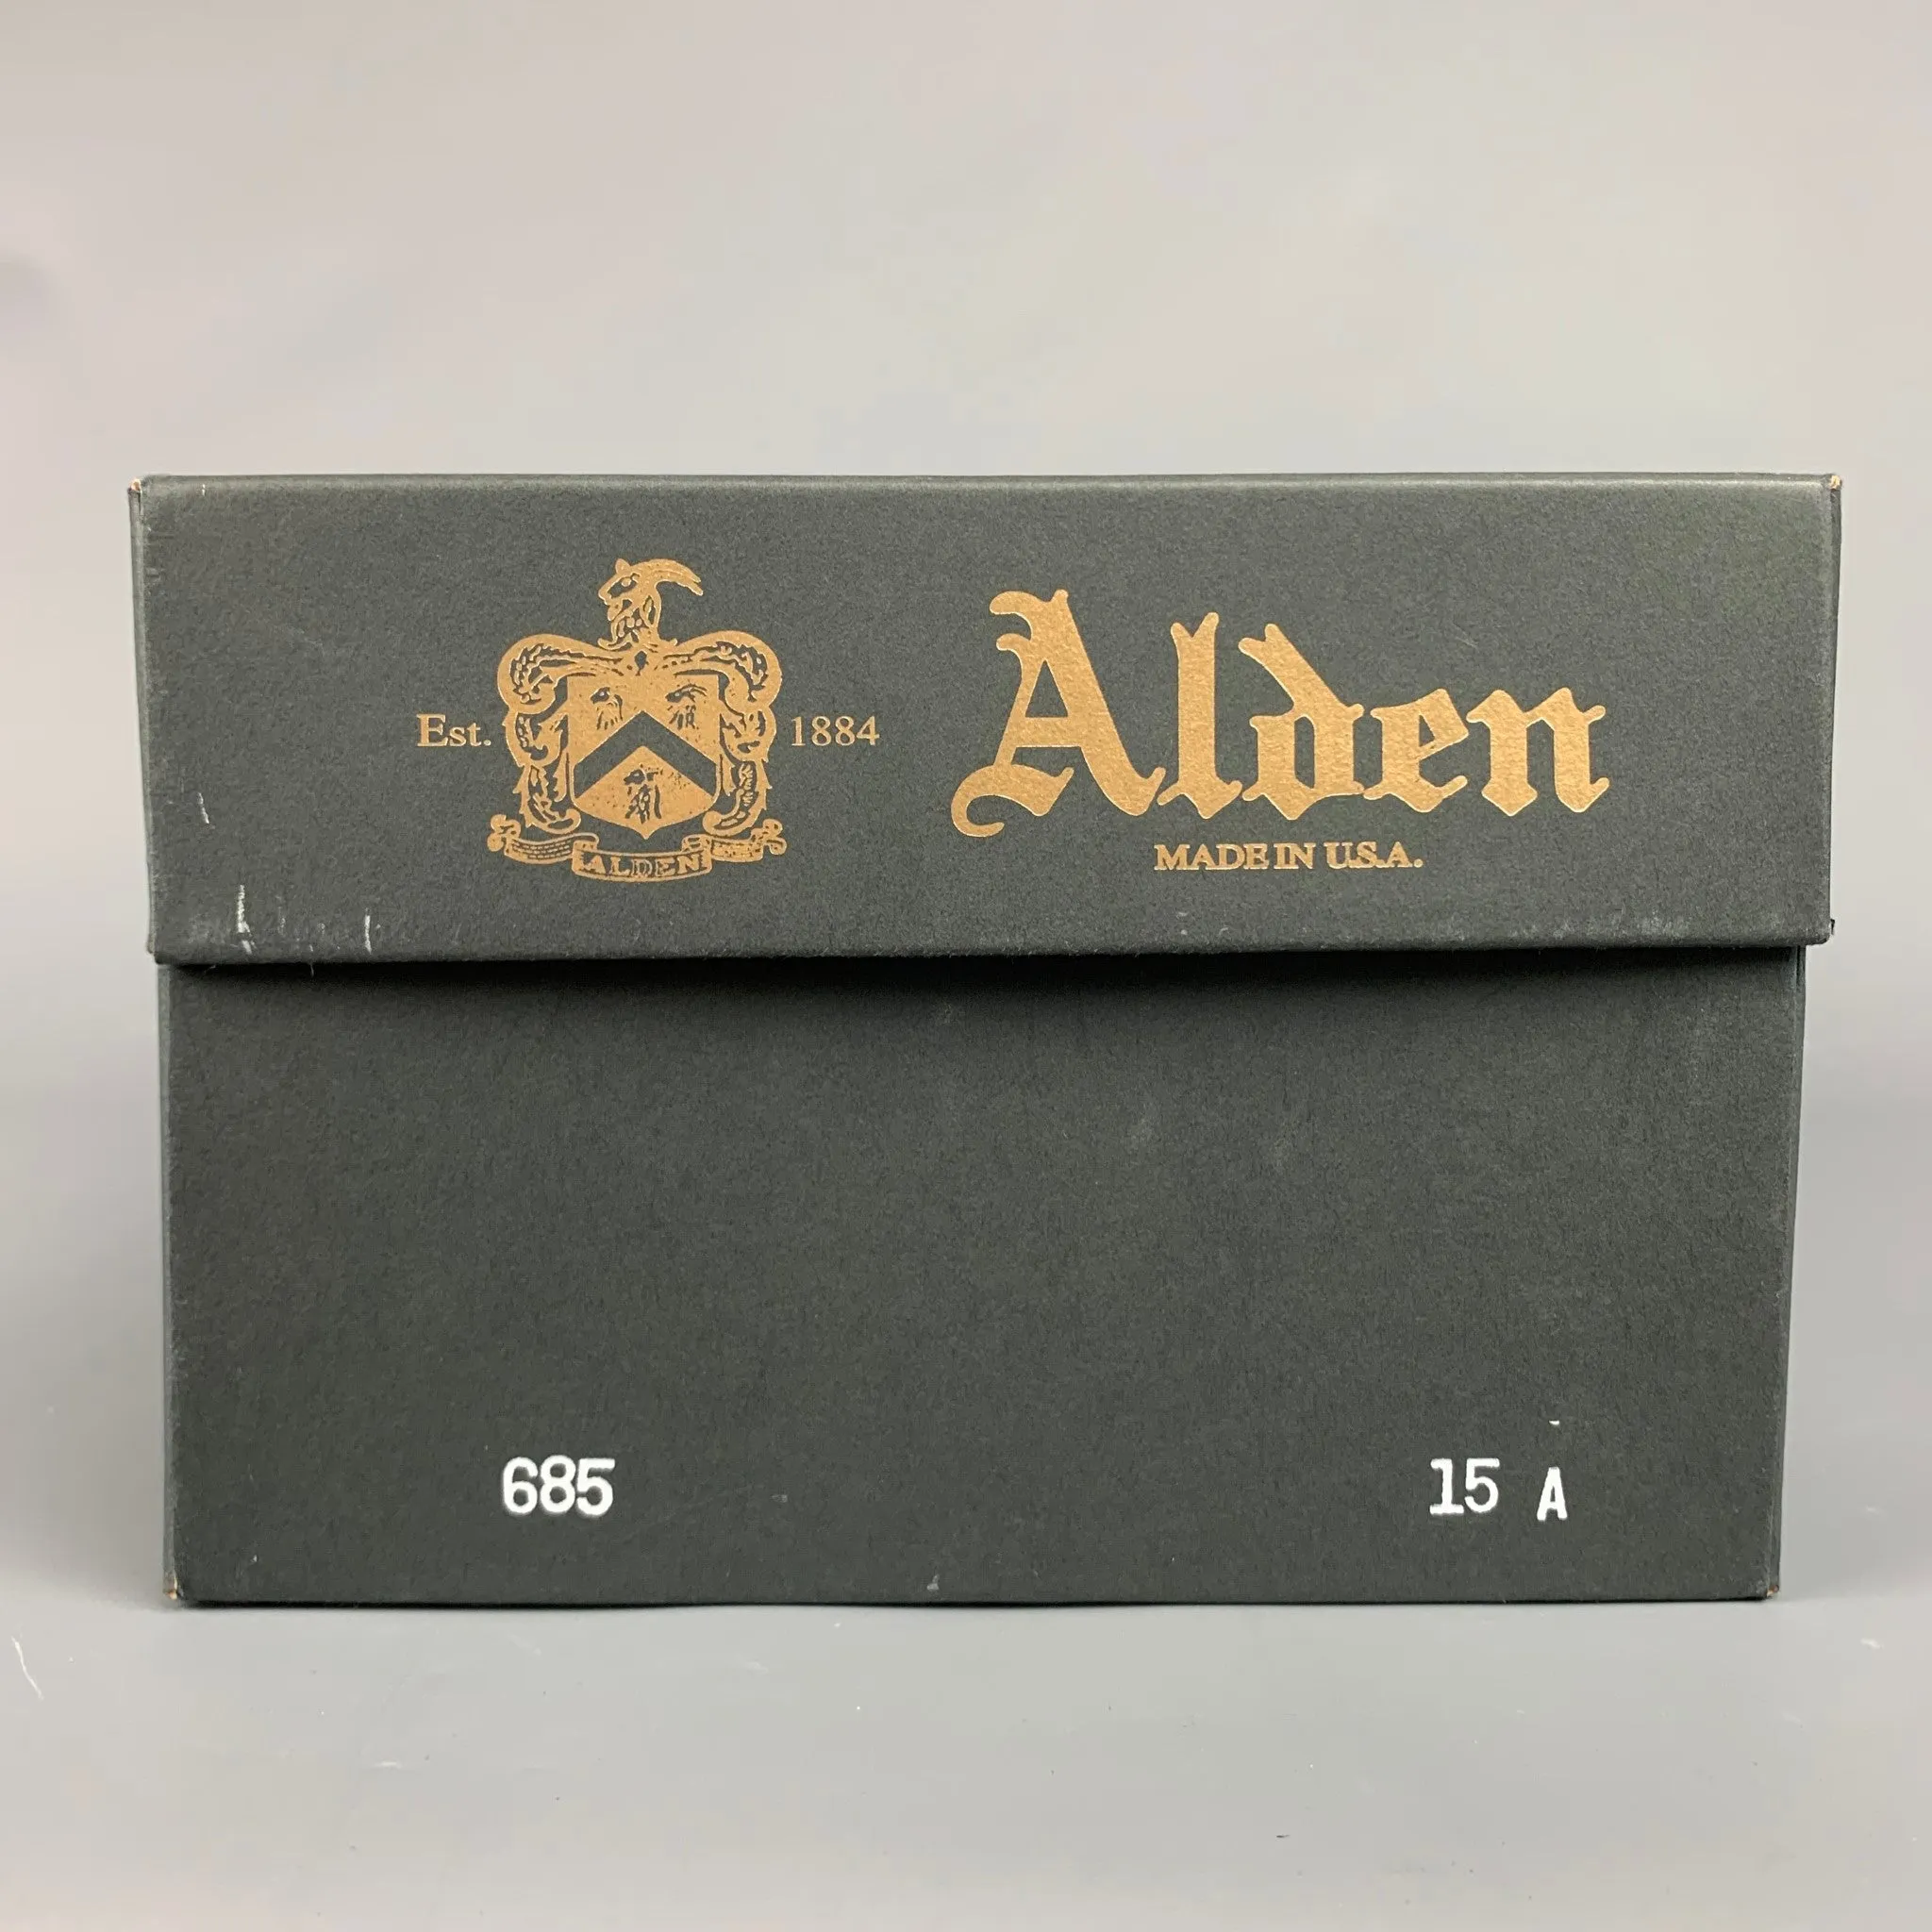 Est. 1884
ALDEN
Alden
MADE IN U.S.A.
685 15 A